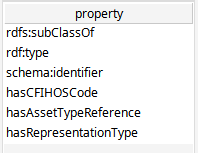 property
rdfs:subClassOf
rdf:type
schema:identifier
hasCFIHOSCode
hasAssetTypeReference
hasRepresentationType